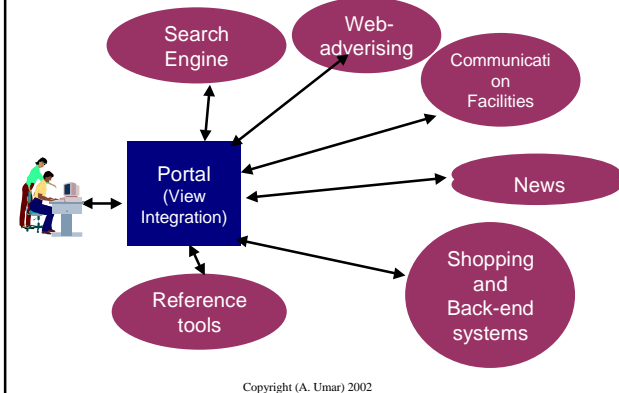 Search
Engine
Web-
adverising
Communicati
on
Facilities
Portal
(View
Integration)
News
Shopping
and
Back-end
systems
Reference
tools
Copyright (A. Umar) 2002